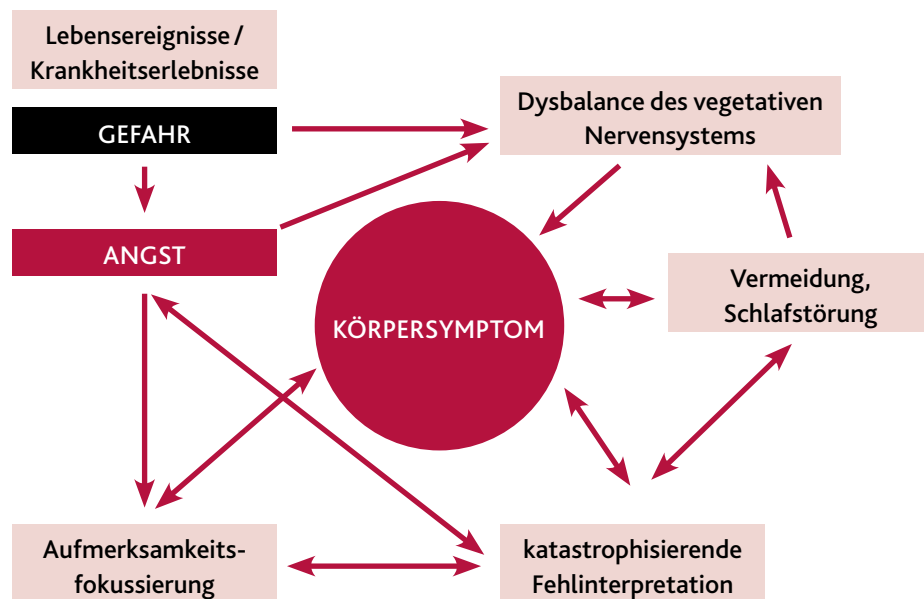 Lebensereignisse /
Krankheitserlebnisse
GEFAHR
Dysbalance des vegetativen
Nervensystems
ANGST
KÖRPERSYMPTOM
Vermeidung,
Schlafstörung
Aufmerksamkeits-
fokussierung
katastrophisierende
Fehlinterpretation